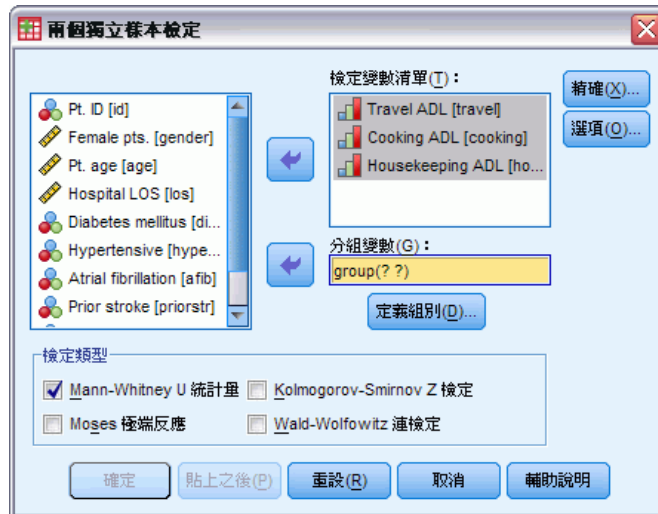 兩個獨立樣本檢定
Pt. ID [id]
Female pts. [gender]
Pt. age [age]
Hospital LOS [los]
Diabetes mellitus [di...
Hypertensive [hype...
Atrial fibrillation [afib]
Prior stroke [priorstr]
檢定變數清單(T):
Travel ADL [travel]
Cooking ADL [cooking]
Housekeeping ADL [ho...
精確(X)...
選項(O)...
分組變數(G):
group(? ?)
定義組別(D)...
檢定類型
Mann-Whitney U 統計量
Kolmogorov-Smirnov Z 檢定
Moses 極端反應
Wald-Wolfowitz 連檢定
確定
貼上之後(P)
重設(R)
取消
輔助說明